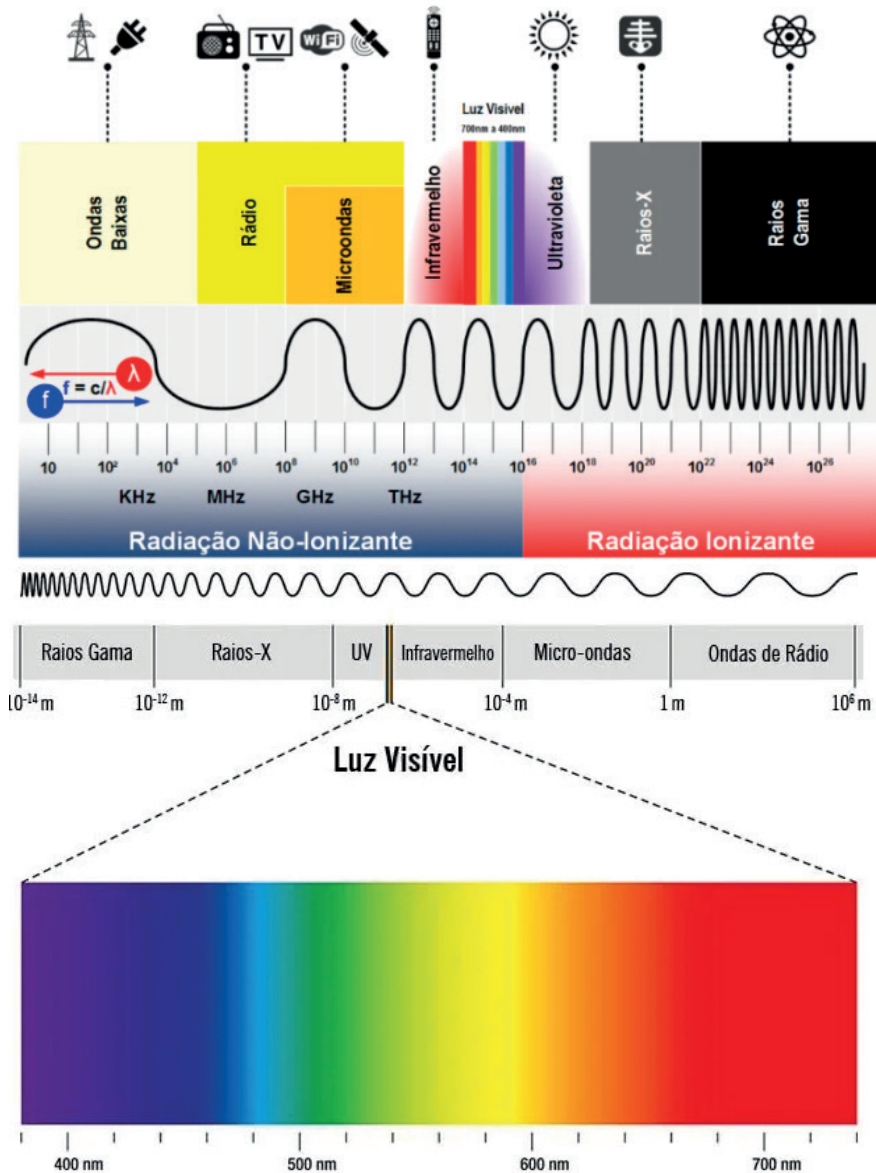 TV
WiFi
Luz Visivel
700nm a 400nm
Ondas
Baixas
Rádio
Microondas
Infravermelho
Ultravioleta
Raios-X
Raios
Gama
λ
f = c/λ
f
10 10² 10⁴ 10⁶ 10⁸ 10¹⁰ 10¹² 10¹⁴ 10¹⁶ 10¹⁸ 10²⁰ 10²² 10²⁴ 10²⁶
KHz MHz GHz THz
Radiação Não-Ionizante Radiação Ionizante
Raios Gama Raios-X UV Infravermelho Micro-ondas Ondas de Rádio
10⁻¹⁴ m 10⁻¹² m 10⁻⁸ m 10⁻⁴ m 1 m 10⁶ m
Luz Visível
400 nm 500 nm 600 nm 700 nm